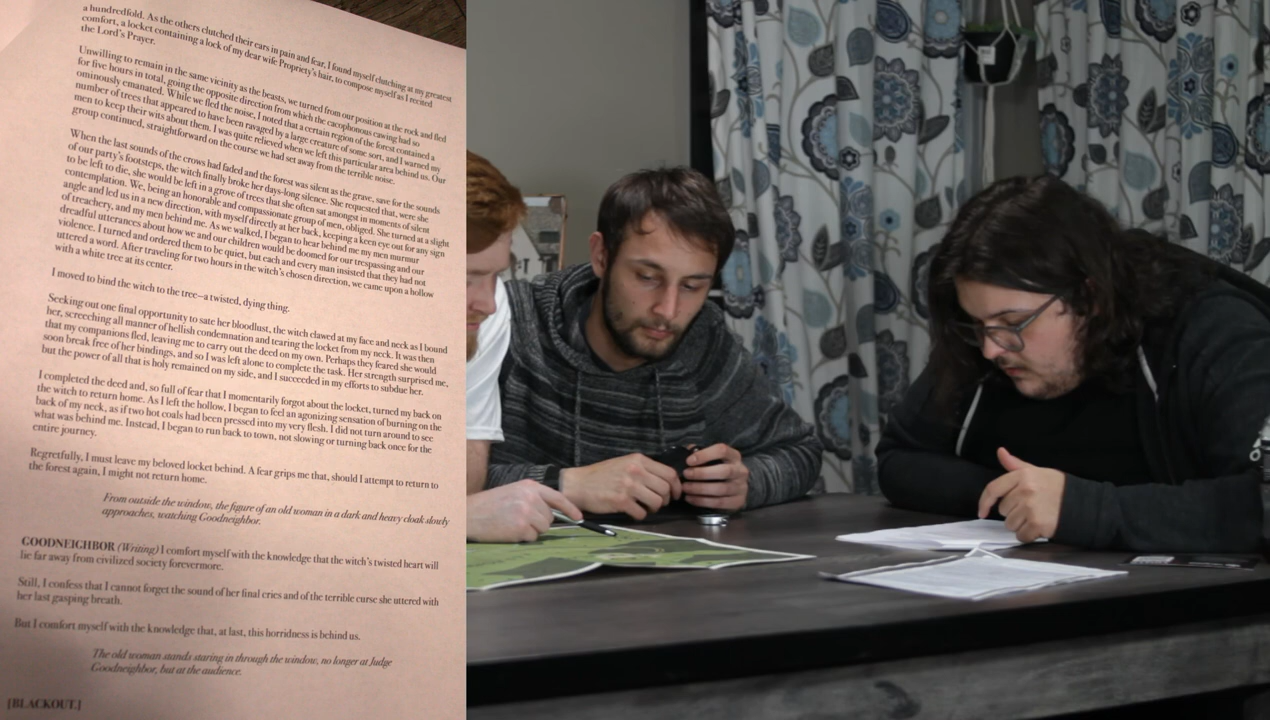 a hundredfold. As the others clutched their ears in pain and fear, I found myself clutching at my greatest
comfort, a locket containing a lock of my dear wife Propriety's hair, to compose myself as I recited
the Lord's Prayer.
Unwilling to remain in the same vicinity as the beasts, we turned from our position at the rock and fled
for five hours in total, going the opposite direction from which the cacophonous cawing had so
ominously emanated. While we fled the noise, I noted that a certain region of the forest contained a
number of trees that appeared to have been ravaged by a large creature of some sort, and I warned my
men to keep their wits about them. I was quite relieved when we left this particular area behind us. Our
group continued, straightforward on the course we had set away from the terrible noise.
When the last sounds of the crows had faded and the forest was silent as the grave, save for the sounds
of our party's footsteps, the witch finally broke her days-long silence. She requested that, were she
to be left to die, she would be left in a grove of trees that she often sat amongst in moments of silent
contemplation. We, being an honorable and compassionate group of men, obliged. She turned at a slight
angle and led us in a new direction, with myself directly at her back, keeping a keen eye out for any sign
of treachery, and my men behind me. As we walked, I began to hear behind me my men murmur
dreadful utterances about how we and our children would be doomed for our trespassing and our
violence. I turned and ordered them to be quiet, but each and every man insisted that they had not
uttered a word. After traveling for two hours in the witch's chosen direction, we came upon a hollow
with a white tree at its center.
I moved to bind the witch to the tree—a twisted, dying thing.
Seeking out one final opportunity to sate her bloodlust, the witch clawed at my face and neck as I bound
her, screeching all manner of hellish condemnation and tearing the locket from my neck. It was then
that my companions fled, leaving me to carry out the deed on my own. Perhaps they feared she would
soon break free of her bindings, and so I was left alone to complete the task. Her strength surprised me,
but the power of all that is holy remained on my side, and I succeeded in my efforts to subdue her.
I completed the deed and, so full of fear that I momentarily forgot about the locket, turned my back on
the witch to return home. As I left the hollow, I began to feel an agonizing sensation of burning on the
back of my neck, as if two hot coals had been pressed into my very flesh. I did not turn around to see
what was behind me. Instead, I began to run back to town, not slowing or turning back once for the
entire journey.
Regretfully, I must leave my beloved locket behind. A fear grips me that, should I attempt to return to
the forest again, I might not return home.
From outside the window, the figure of an old woman in a dark and heavy cloak slowly
approaches, watching Goodneighbor.
GOODNEIGHBOR (Writing) I comfort myself with the knowledge that the witch's twisted heart will
lie far away from civilized society forevermore.
Still, I confess that I cannot forget the sound of her final cries and of the terrible curse she uttered with
her last gasping breath.
But I comfort myself with the knowledge that, at last, this horridness is behind us.
The old woman stands staring in through the window, no longer at Judge
Goodneighbor, but at the audience.
[BLACKOUT.]